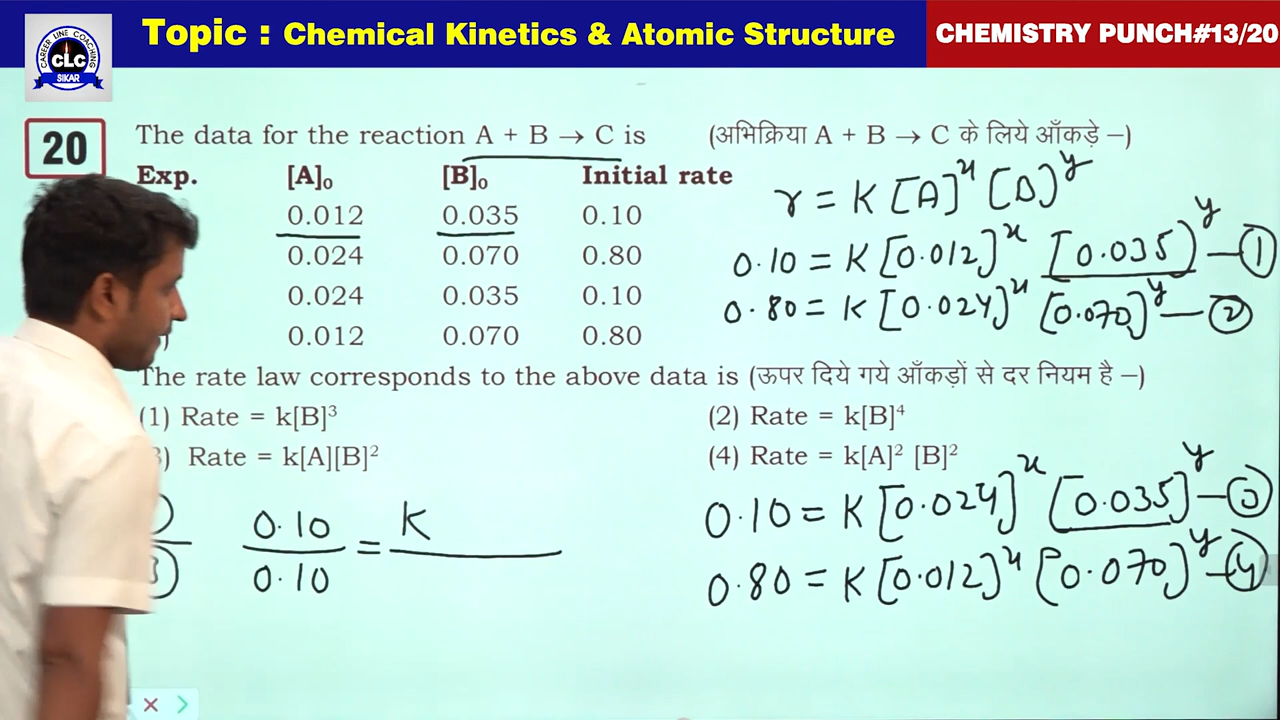 Topic : Chemical Kinetics & Atomic Structure
CHEMISTRY PUNCH#13/20
CAREER LINE COACHING
CLC
SIKAR
20
The data for the reaction A + B → C is (अभिक्रिया A + B → C के लिये आँकड़े –)
Exp. [A]₀ [B]₀ Initial rate
0.012 0.035 0.10
0.024 0.070 0.80
0.024 0.035 0.10
0.012 0.070 0.80
r = K [A]ˣ [B]ʸ
0.10 = K [0.012]ˣ [0.035)ʸ — ①
0.80 = K [0.024]ˣ [0.070]ʸ — ②
The rate law corresponds to the above data is (ऊपर दिये गये आँकड़ों से दर नियम है –)
(1) Rate = k[B]³ (2) Rate = k[B]⁴
) Rate = k[A][B]² (4) Rate = k[A]² [B]²
0.10 = K [0.024]ˣ [0.035]ʸ — ③
0.80 = K [0.012]ˣ [0.070)ʸ — ④
0.10 = K
0.10